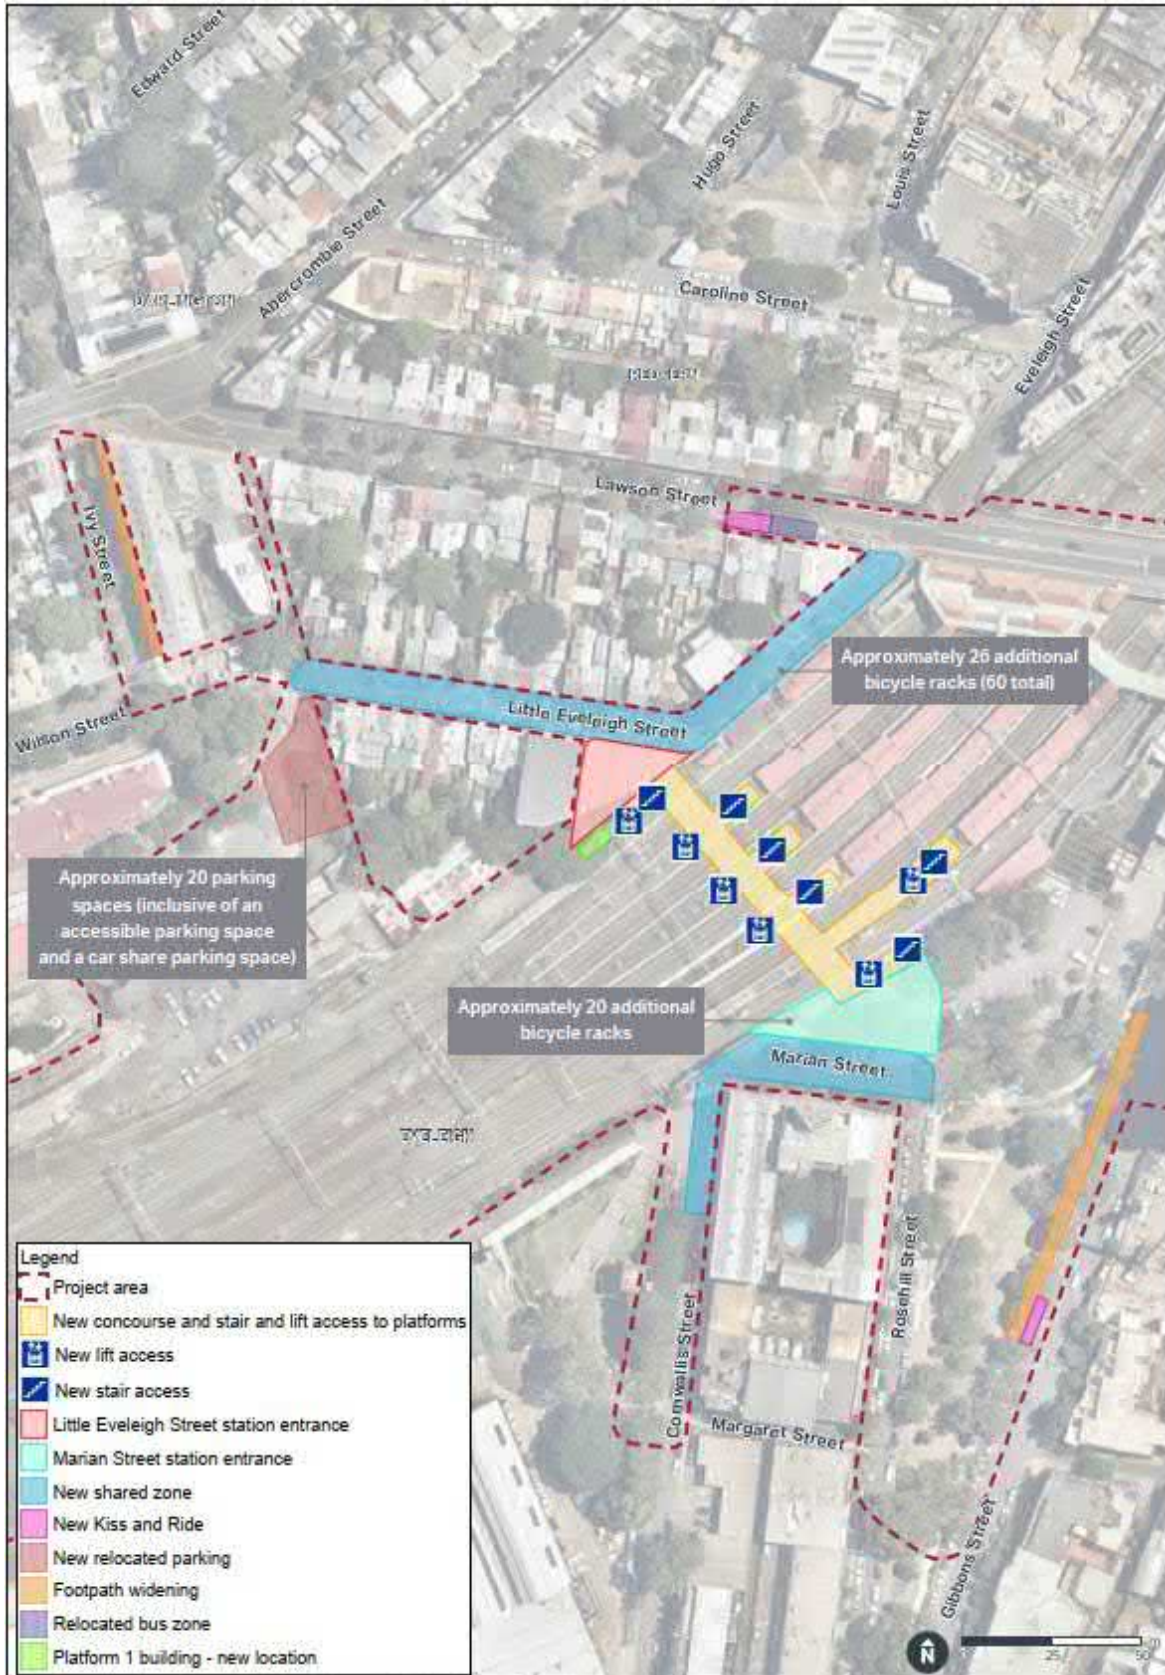 Edward Street
Hugo Street
Louis Street
Abercrombie Street
Caroline Street
Eveleigh Street
REDFERN
Lawson Street
Ivy Street
Approximately 26 additional
bicycle racks (60 total)
Little Eveleigh Street
Wilson Street
Approximately 20 parking
spaces (inclusive of an
accessible parking space
and a car share parking space)
Approximately 20 additional
bicycle racks
Marian Street
Rosehill Street
Cornwallis Street
Margaret Street
Gibbons Street
Legend
Project area
New concourse and stair and lift access to platforms
New lift access
New stair access
Little Eveleigh Street station entrance
Marian Street station entrance
New shared zone
New Kiss and Ride
New relocated parking
Footpath widening
Relocated bus zone
Platform 1 building - new location
N
25
50